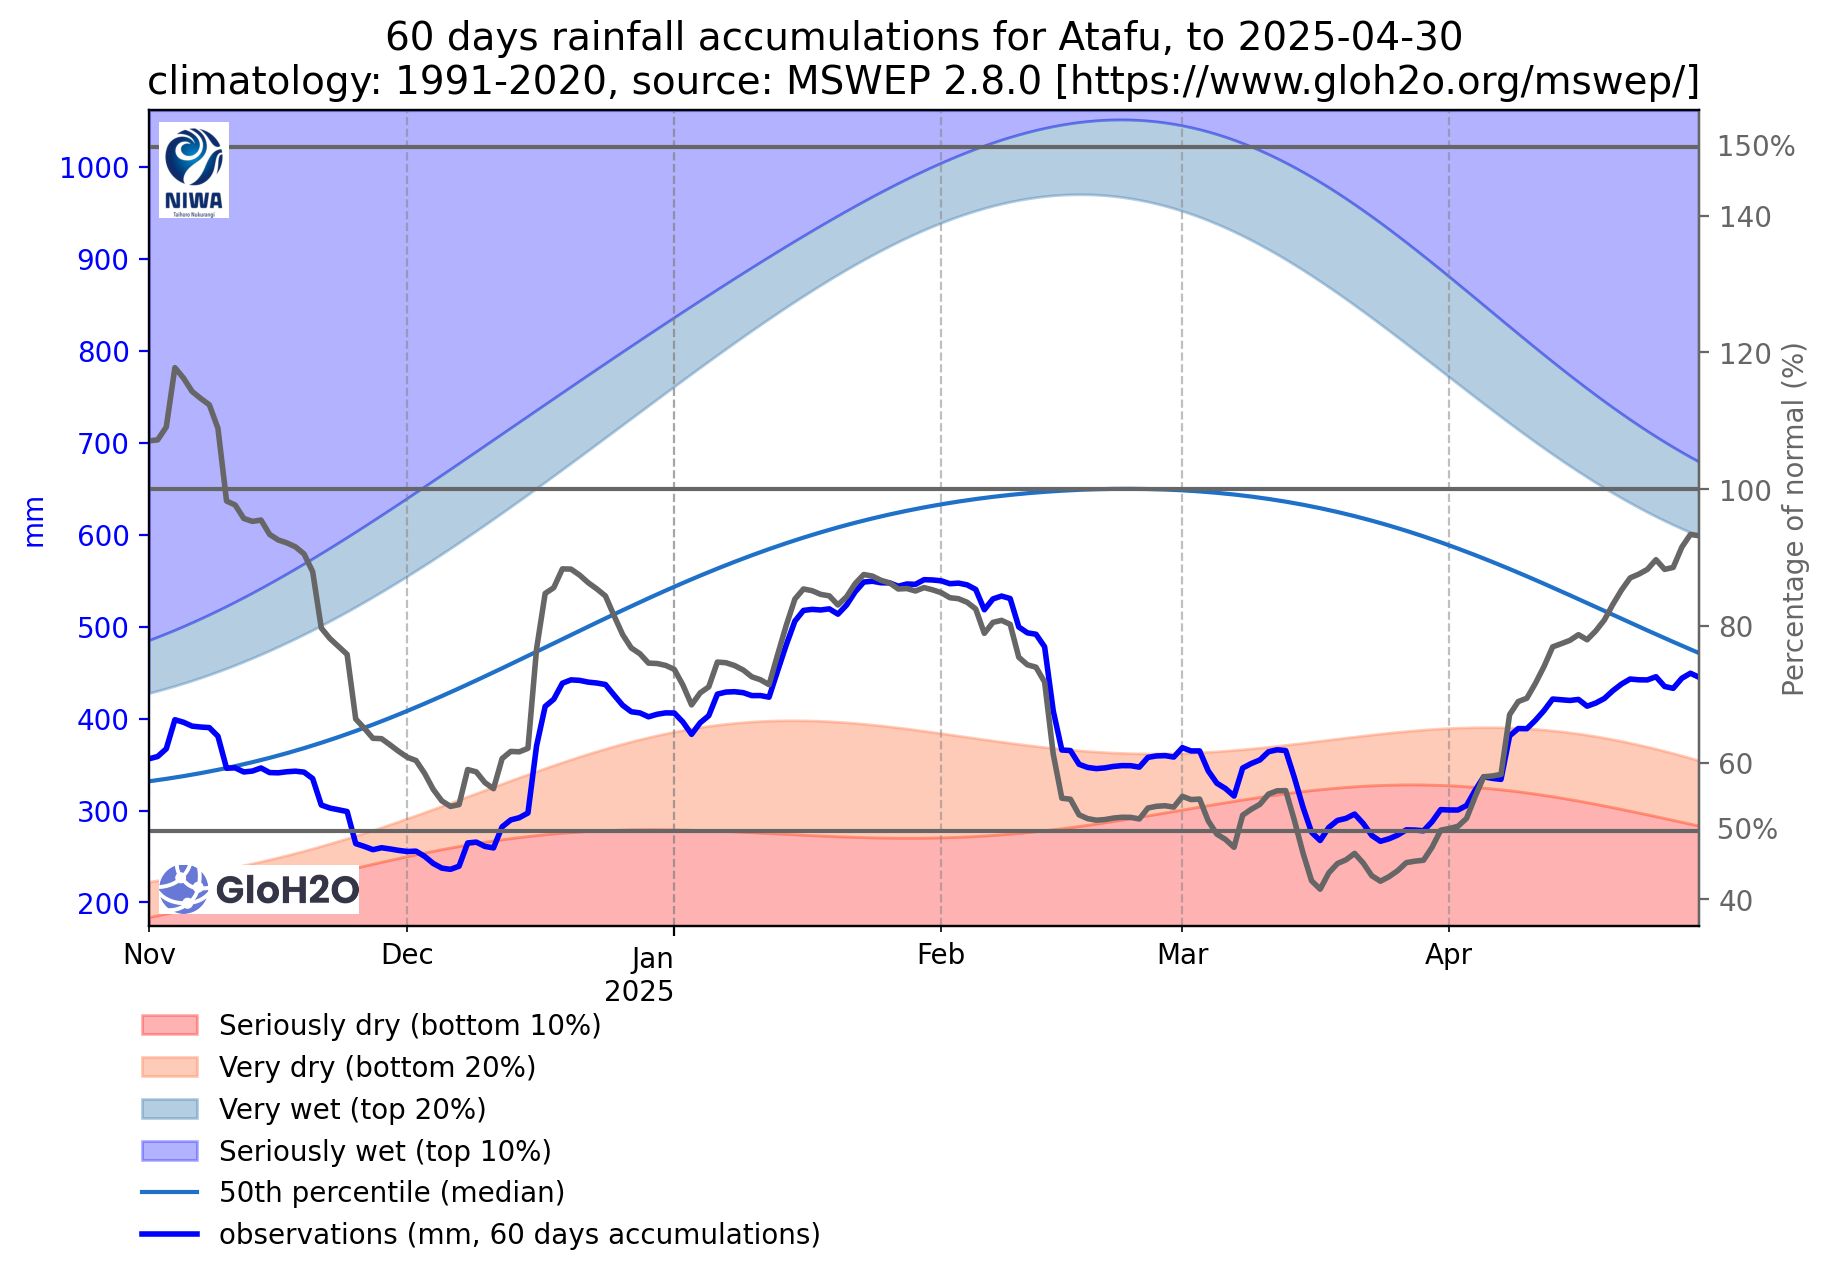 60 days rainfall accumulations for Atafu, to 2025-04-30
climatology: 1991-2020, source: MSWEP 2.8.0 [https://www.gloh2o.org/mswep/]
NIWA
Taihoro Nukurangi
GloH2O
mm
1000
900
800
700
600
500
400
300
200
150%
140
120
100
80
60
50%
40
Percentage of normal (%)
Nov
Dec
Jan
2025
Feb
Mar
Apr
Seriously dry (bottom 10%)
Very dry (bottom 20%)
Very wet (top 20%)
Seriously wet (top 10%)
50th percentile (median)
observations (mm, 60 days accumulations)